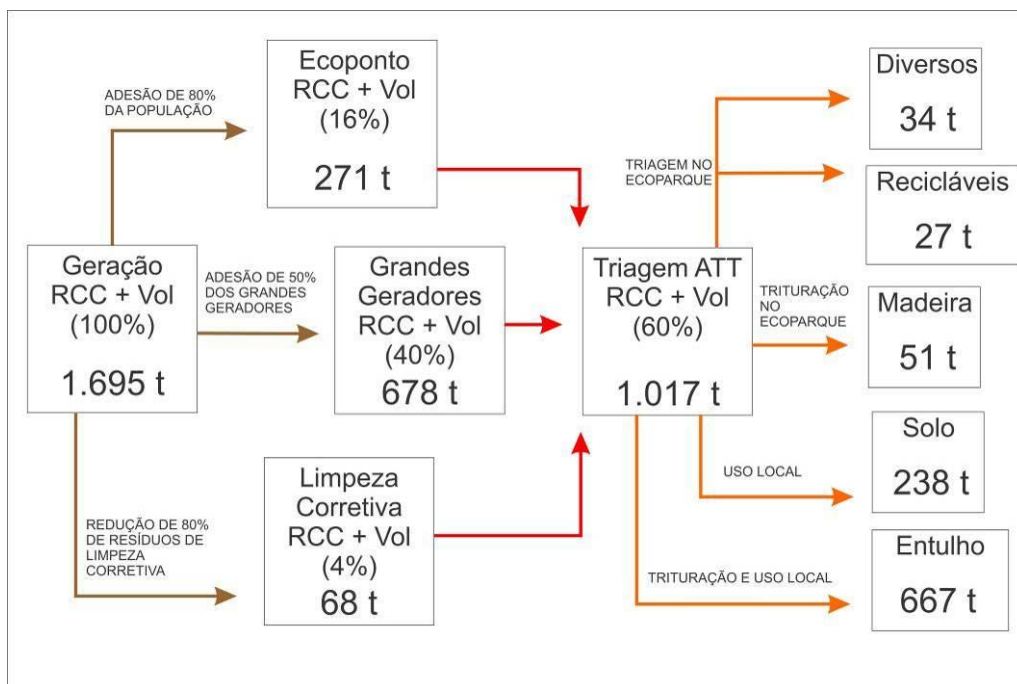 Ecoponto
RCC + Vol
(16%)
271 t
ADESÃO DE 80%
DA POPULAÇÃO
Geração
RCC + Vol
(100%)
1.695 t
ADESÃO DE 50%
DOS GRANDES
GERADORES
Grandes
Geradores
RCC + Vol
(40%)
678 t
REDUÇÃO DE 80%
DE RESÍDUOS DE
LIMPEZA
CORRETIVA
Limpeza
Corretiva
RCC + Vol
(4%)
68 t
Triagem ATT
RCC + Vol
(60%)
1.017 t
TRIAGEM NO
ECOPARQUE
Diversos
34 t
Recicláveis
27 t
TRITURAÇÃO
NO
ECOPARQUE
Madeira
51 t
USO LOCAL
Solo
238 t
TRITURAÇÃO E USO LOCAL
Entulho
667 t